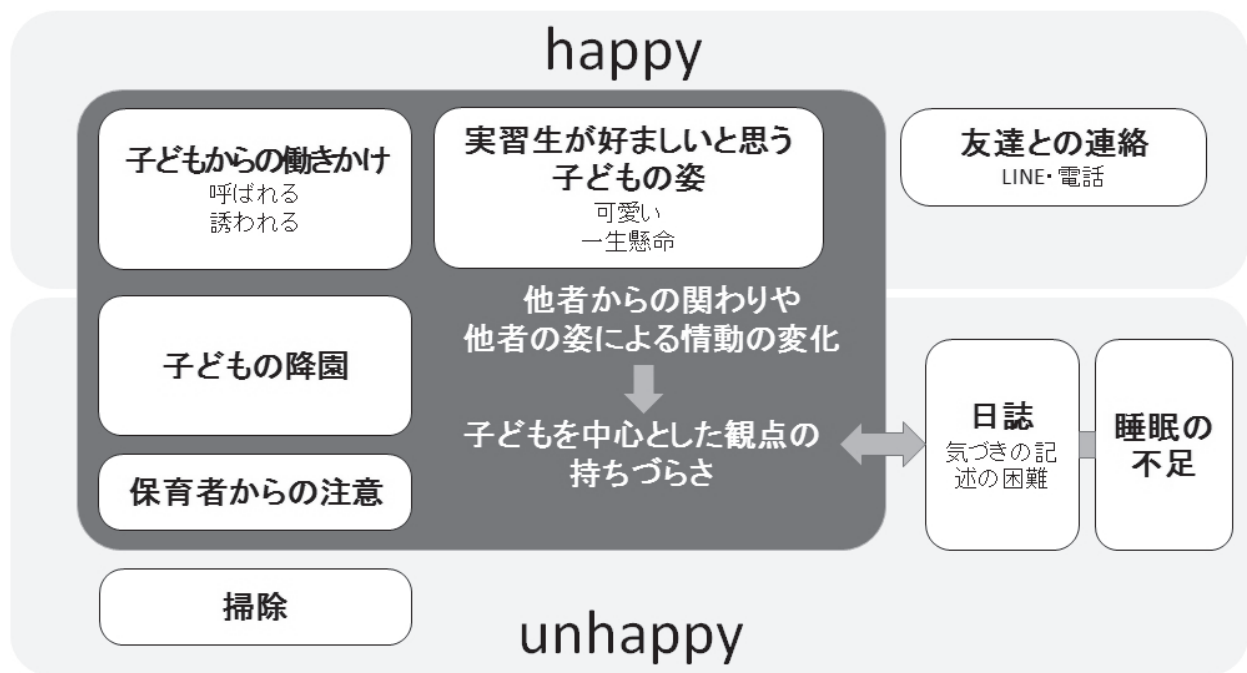 happy
子どもからの働きかけ
呼ばれる
誘われる
実習生が好ましいと思う
子どもの姿
可愛い
一生懸命
友達との連絡
LINE・電話
他者からの関わりや
他者の姿による情動の変化
子どもの降園
子どもを中心とした観点の
持ちづらさ
保育者からの注意
日誌
気づきの記
述の困難
睡眠の
不足
掃除
unhappy